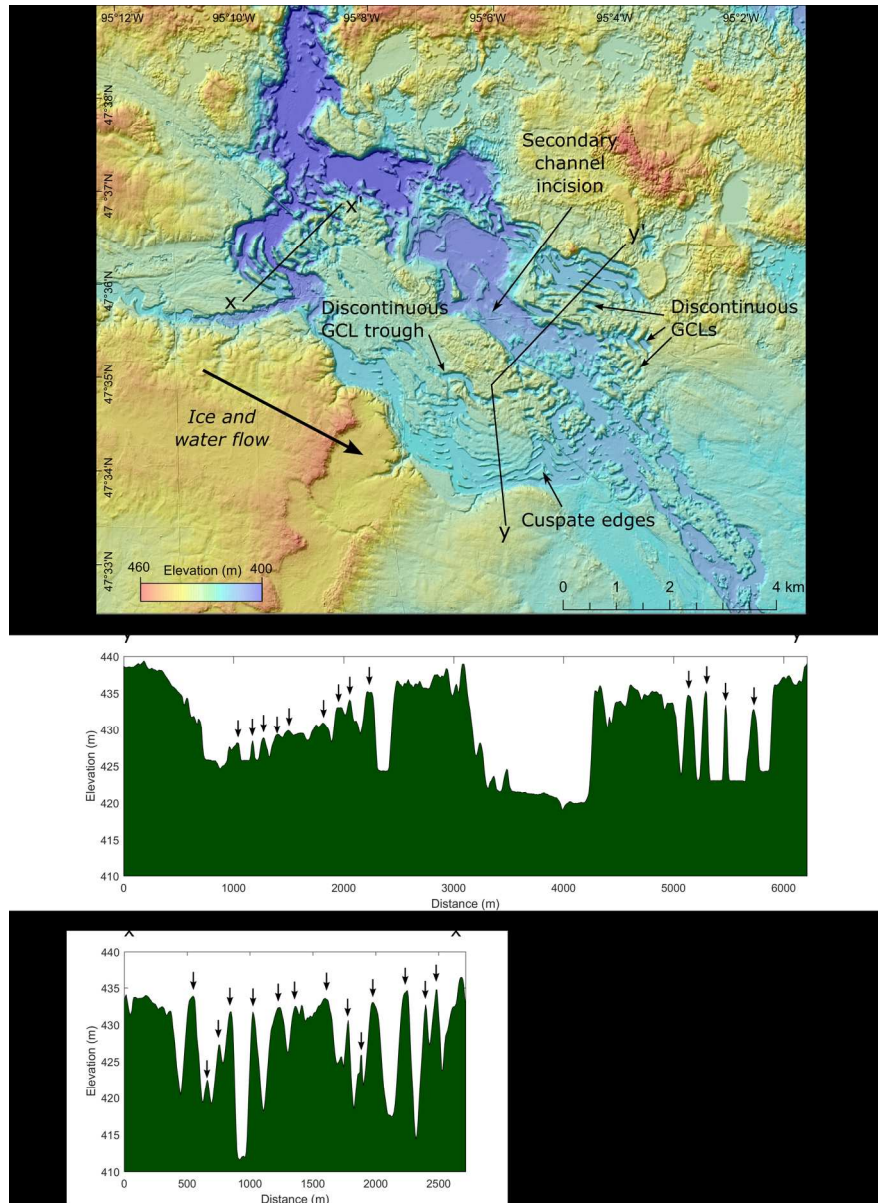 95°12'W 95°10'W 95°8'W 95°6'W 95°4'W 95°2'W
47°38'N
47°37'N
47°36'N
47°35'N
47°34'N
47°33'N
Secondary
channel
incision
x'
y'
x
Discontinuous
GCL trough
Discontinuous
GCLs
Ice and
water flow
y
Cuspate edges
460 Elevation (m) 400
0 1 2 4 km
y y
440
435
430
425
420
415
410
Elevation (m)
0 1000 2000 3000 4000 5000 6000
Distance (m)
x x
440
435
430
425
420
415
410
Elevation (m)
0 500 1000 1500 2000 2500
Distance (m)